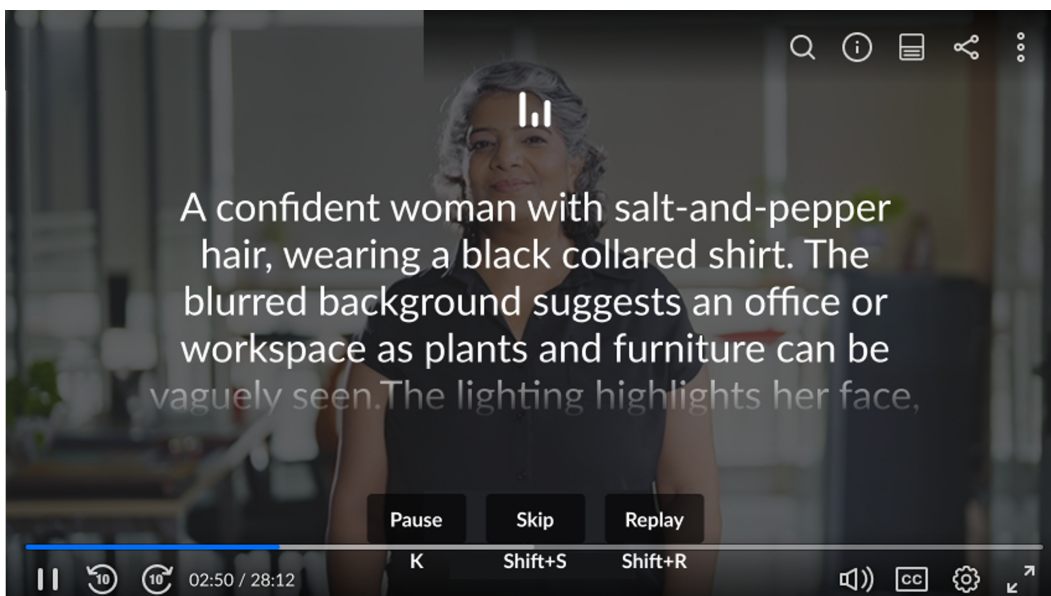 A confident woman with salt-and-pepper
hair, wearing a black collared shirt. The
blurred background suggests an office or
workspace as plants and furniture can be
vaguely seen.The lighting highlights her face,
Pause Skip Replay
K Shift+S Shift+R
10 10 02:50 / 28:12 CC